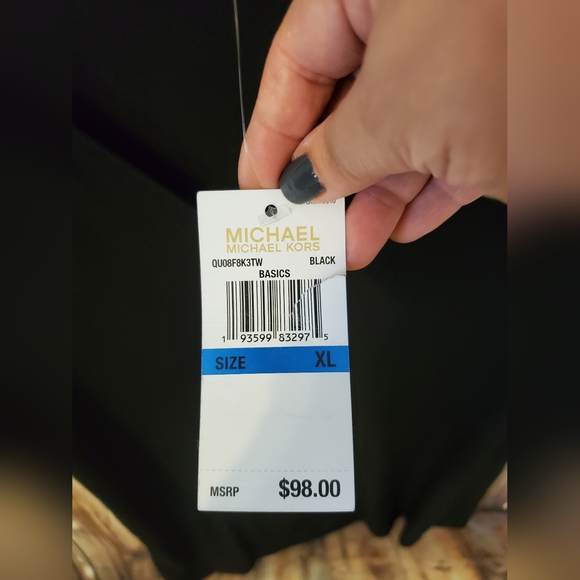 MICHAEL
MICHAEL KORS
QU08F8K3TW BLACK
BASICS
1 93599 83297 5
SIZE XL
MSRP $98.00